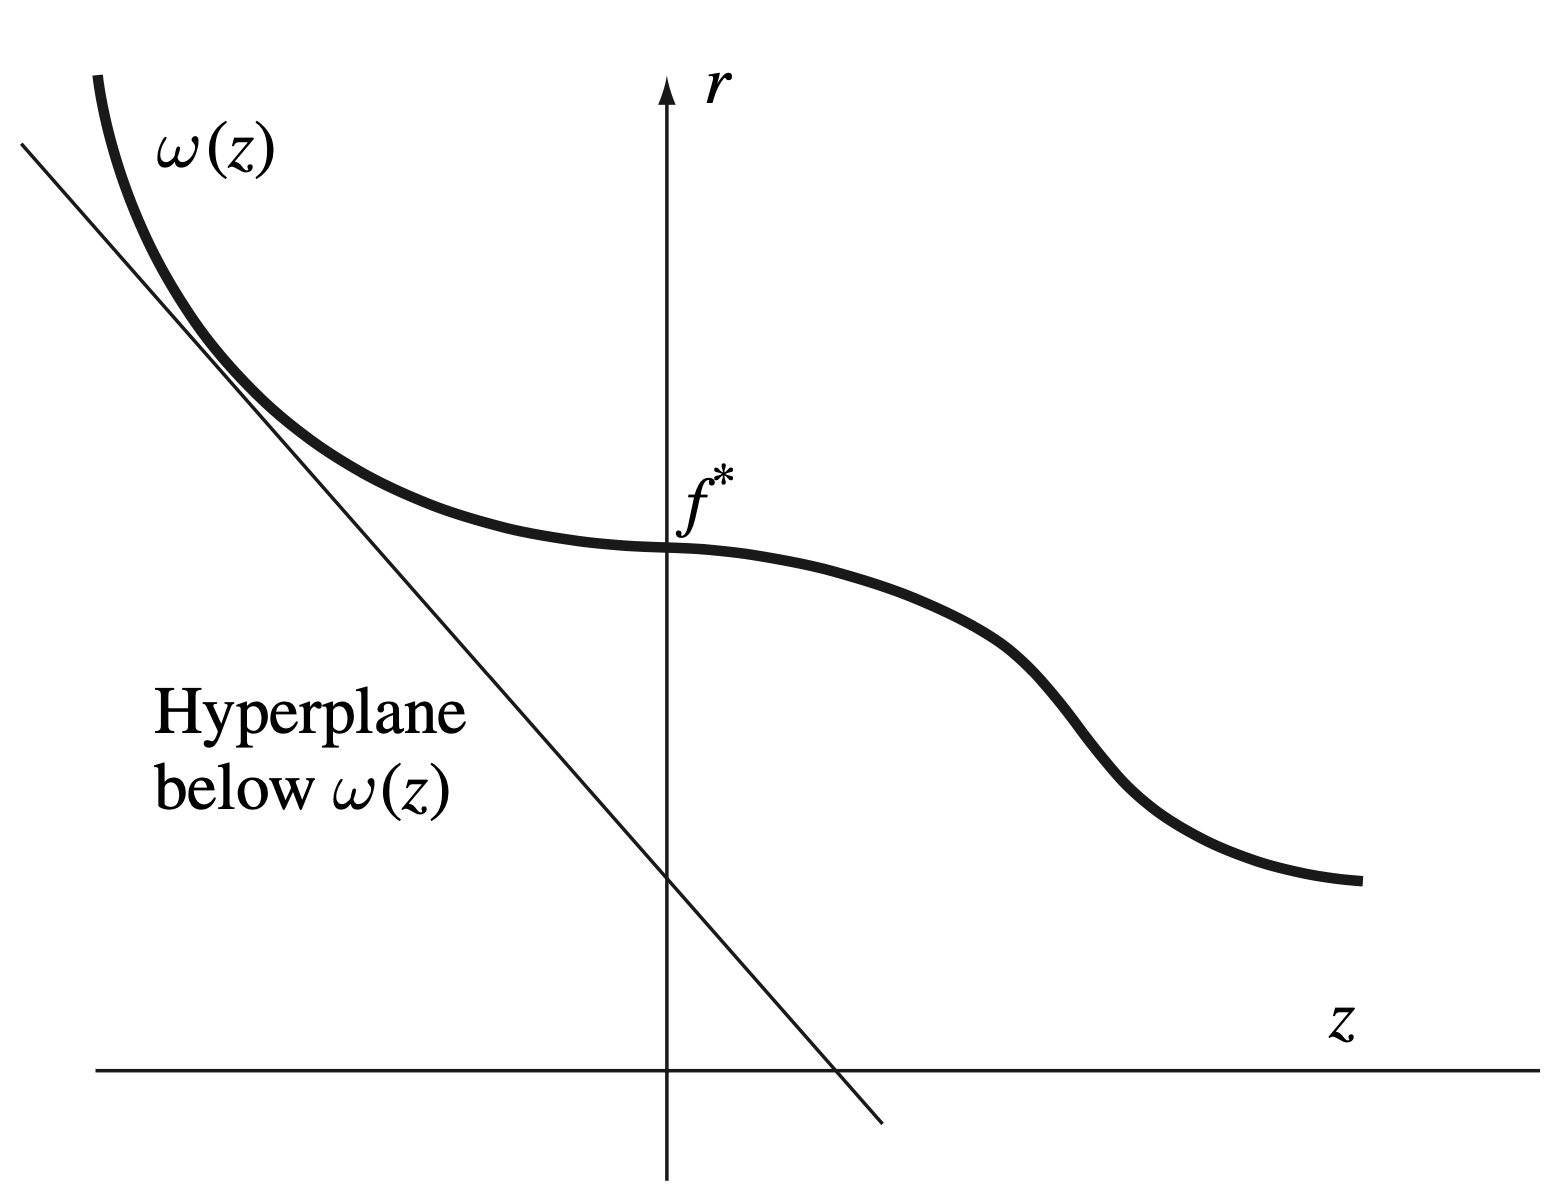 r
ω(z)
f*
Hyperplane
below ω(z)
z